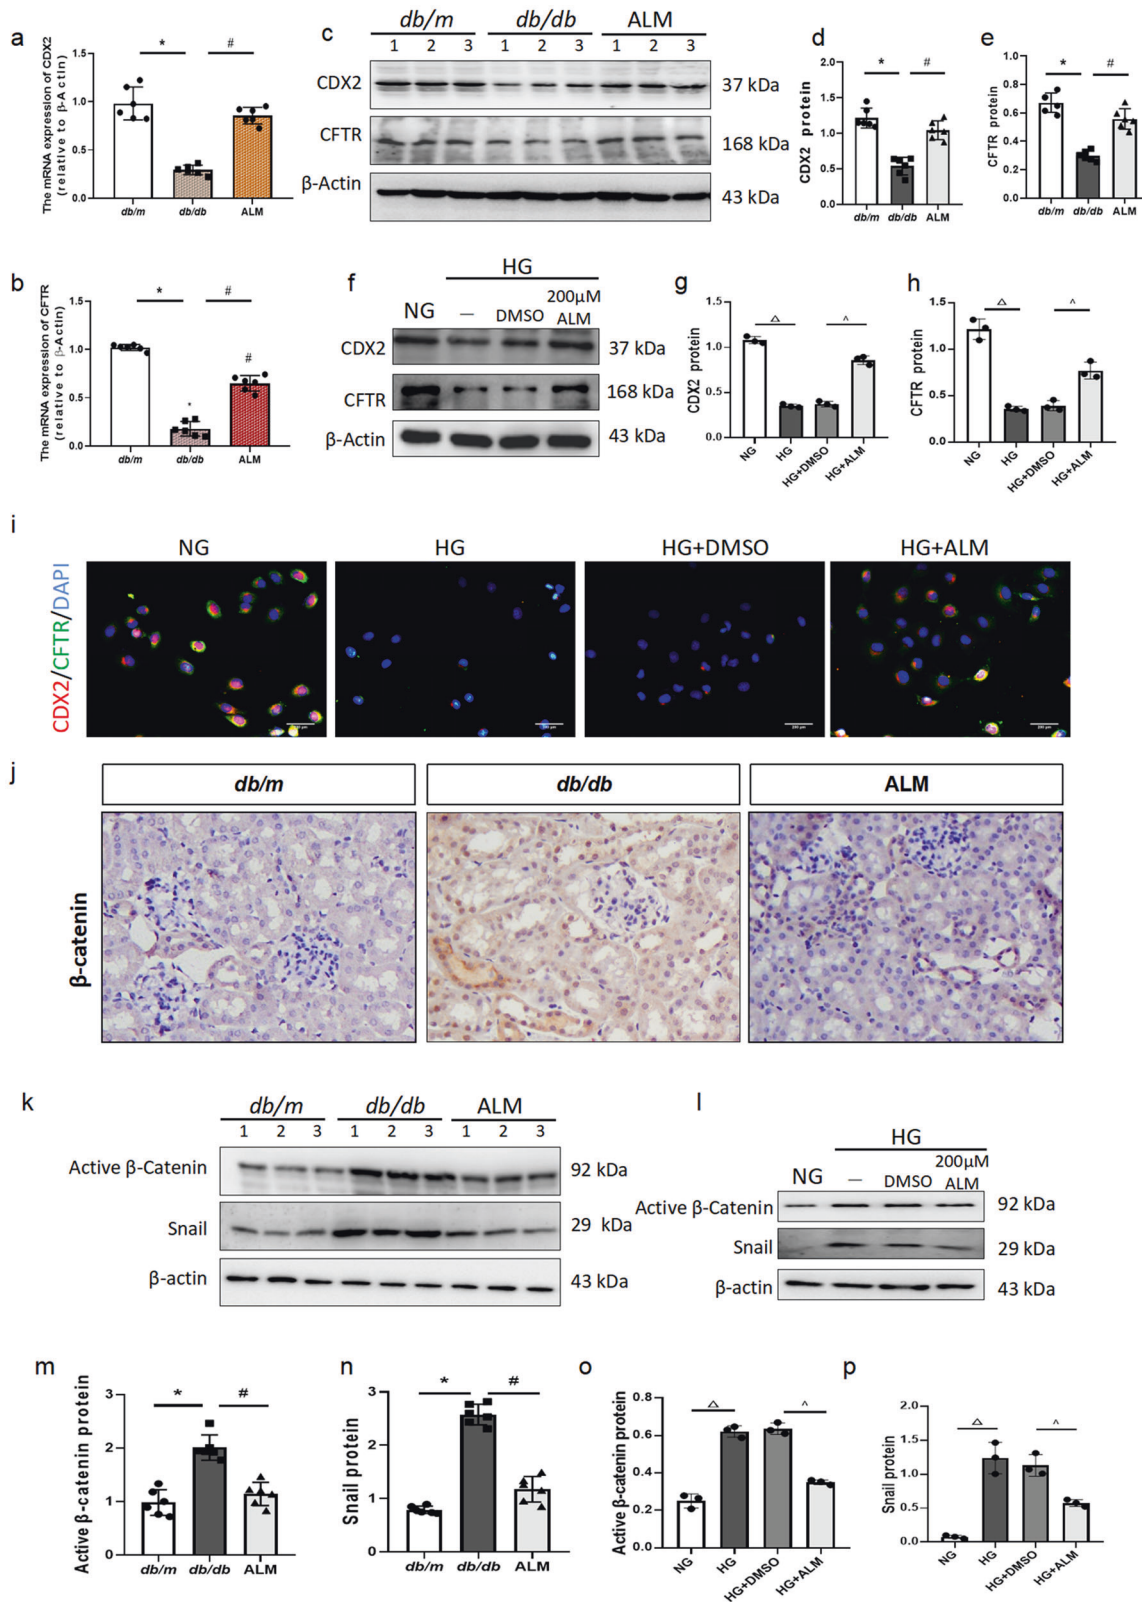 a
The mRNA expression of CDX2
(relative to β-Actin)
1.5
1.0
0.5
0.0
*
#
db/m
db/db
ALM
c
db/m
db/db
ALM
1 2 3 1 2 3 1 2 3
CDX2
37 kDa
CFTR
168 kDa
β-Actin
43 kDa
d
CDX2 protein
2.0
1.5
1.0
0.5
0.0
*
#
db/m
db/db
ALM
e
CFTR protein
1.0
0.8
0.6
0.4
0.2
0.0
*
#
db/m
db/db
ALM
b
The mRNA expression of CFTR
(relative to β-Actin)
1.5
1.0
0.5
0.0
*
#
*
#
db/m
db/db
ALM
f
HG
NG
—
DMSO
200μM
ALM
CDX2
37 kDa
CFTR
168 kDa
β-Actin
43 kDa
g
CDX2 protein
1.5
1.0
0.5
0.0
△
^
NG
HG
HG+DMSO
HG+ALM
h
CFTR protein
1.5
1.0
0.5
0.0
△
^
NG
HG
HG+DMSO
HG+ALM
i
NG
HG
HG+DMSO
HG+ALM
CDX2/CFTR/DAPI
j
db/m
db/db
ALM
β-catenin
k
db/m
db/db
ALM
1 2 3 1 2 3 1 2 3
Active β-Catenin
92 kDa
Snail
29 kDa
β-actin
43 kDa
l
HG
NG
—
DMSO
200μM
ALM
Active β-Catenin
92 kDa
Snail
29 kDa
β-actin
43 kDa
m
Active β-catenin protein
3
2
1
0
*
#
db/m
db/db
ALM
n
Snail protein
3
2
1
0
*
#
db/m
db/db
ALM
o
Active β-catenin protein
0.8
0.6
0.4
0.2
0.0
△
^
NG
HG
HG+DMSO
HG+ALM
p
Snail protein
1.5
1.0
0.5
0.0
△
^
NG
HG
HG+DMSO
HG+ALM